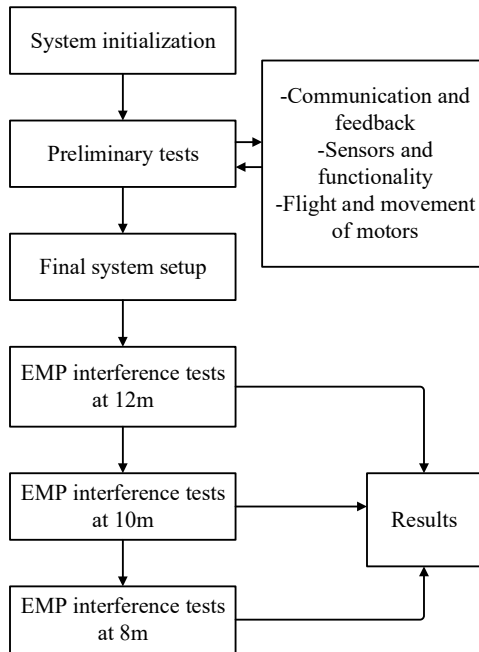 System initialization
Preliminary tests
-Communication and
feedback
-Sensors and
functionality
-Flight and movement
of motors
Final system setup
EMP interference tests
at 12m
EMP interference tests
at 10m
Results
EMP interference tests
at 8m